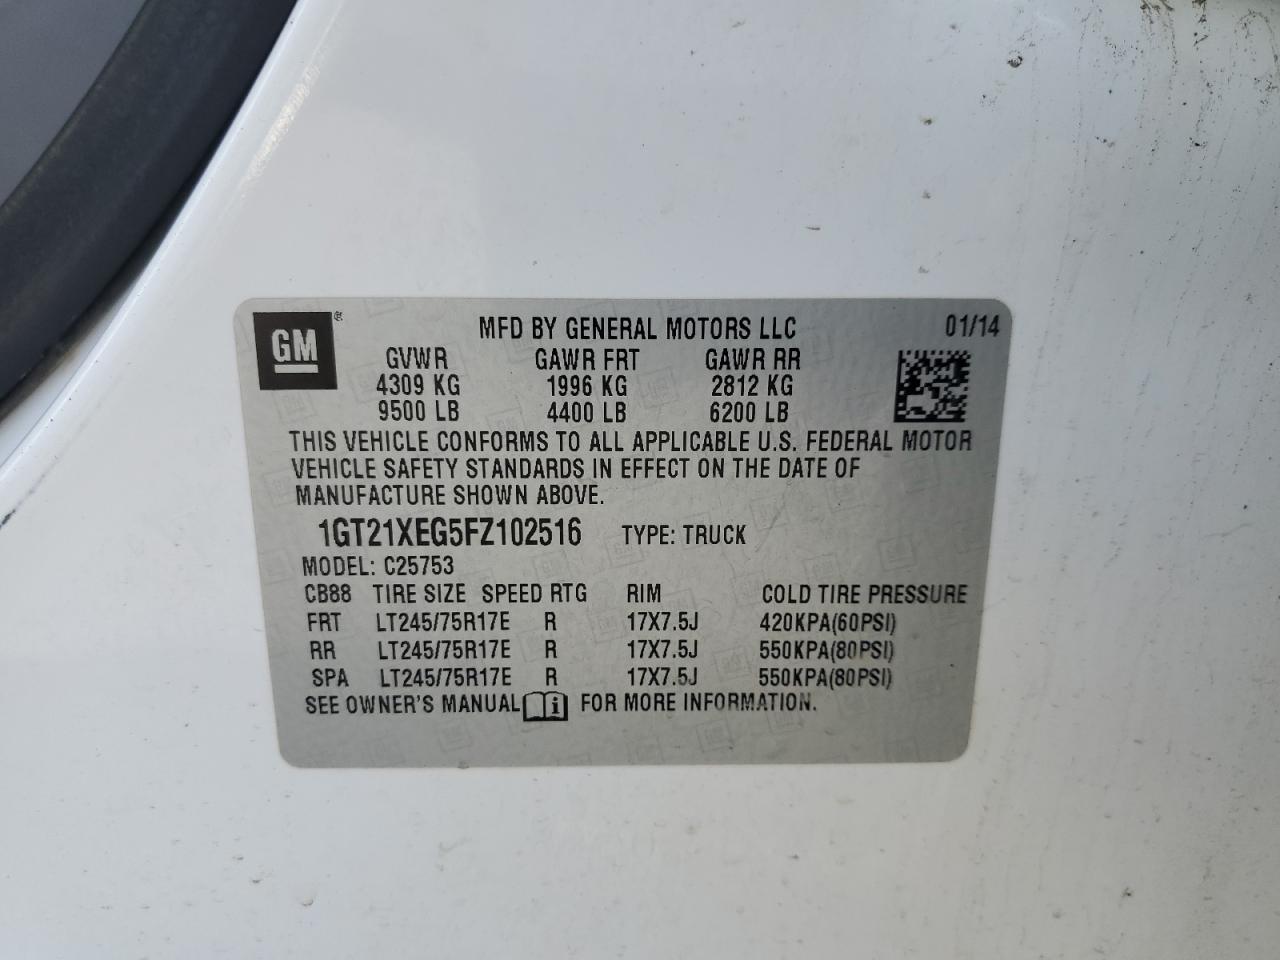 GM ® MFD BY GENERAL MOTORS LLC 01/14
GVWR GAWR FRT GAWR RR
4309 KG 1996 KG 2812 KG
9500 LB 4400 LB 6200 LB
THIS VEHICLE CONFORMS TO ALL APPLICABLE U.S. FEDERAL MOTOR
VEHICLE SAFETY STANDARDS IN EFFECT ON THE DATE OF
MANUFACTURE SHOWN ABOVE.
1GT21XEG5FZ102516 TYPE: TRUCK
MODEL: C25753
CB88 TIRE SIZE SPEED RTG RIM COLD TIRE PRESSURE
FRT LT245/75R17E R 17X7.5J 420KPA(60PSI)
RR LT245/75R17E R 17X7.5J 550KPA(80PSI)
SPA LT245/75R17E R 17X7.5J 550KPA(80PSI)
SEE OWNER'S MANUAL i FOR MORE INFORMATION.